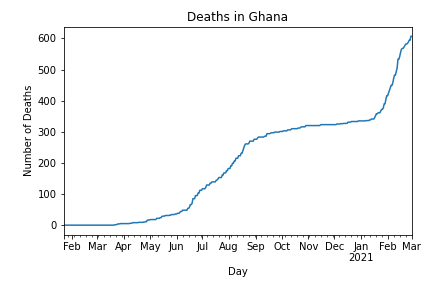 Deaths in Ghana
600
500
400
300
200
100
0
Number of Deaths
Feb Mar Apr May Jun Jul Aug Sep Oct Nov Dec Jan Feb Mar
2021
Day